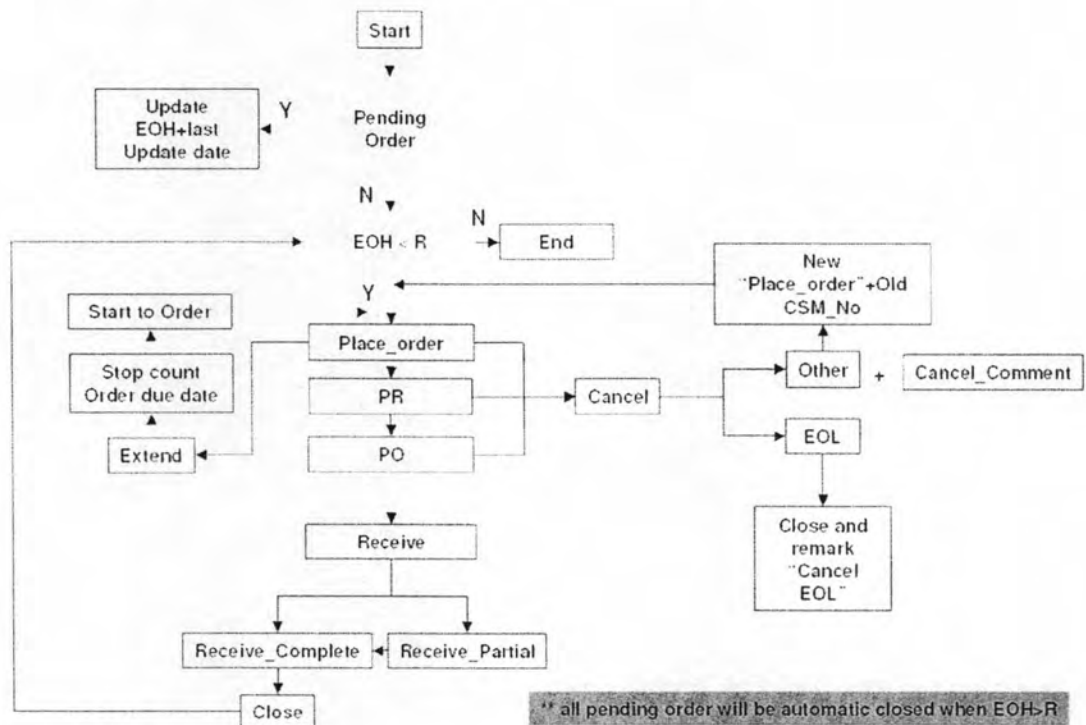 Start
Update
EOH+last
Update date
Y
Pending
Order
N
EOH < R
N
End
New
"Place_order"+Old
CSM_No
Y
Start to Order
Place_order
Stop count
Order due date
PR
Cancel
Other
+
Cancel_Comment
Extend
PO
EOL
Receive
Close and
remark
"Cancel
EOL"
Receive_Complete
Receive_Partial
Close
** all pending order will be automatic closed when EOH>R